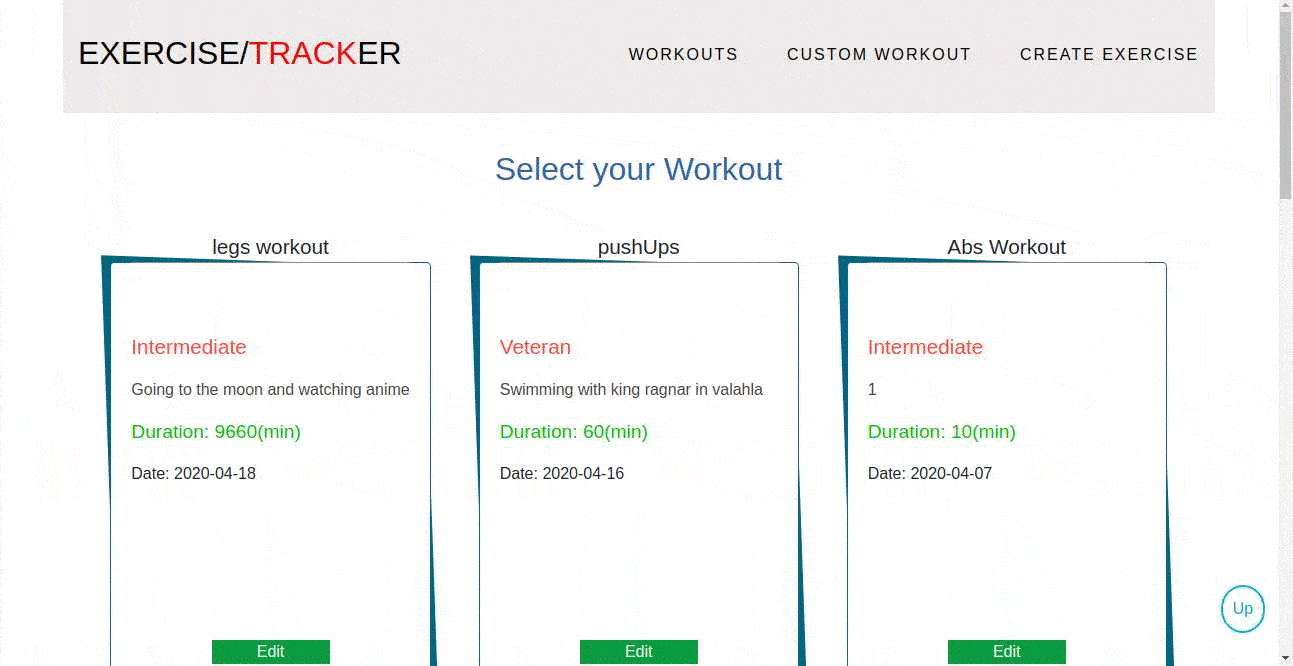 EXERCISE/TRACKER
WORKOUTS
CUSTOM WORKOUT
CREATE EXERCISE
Select your Workout
legs workout
Intermediate
Going to the moon and watching anime
Duration: 9660(min)
Date: 2020-04-18
Edit
pushUps
Veteran
Swimming with king ragnar in valahla
Duration: 60(min)
Date: 2020-04-16
Edit
Abs Workout
Intermediate
1
Duration: 10(min)
Date: 2020-04-07
Edit
Up